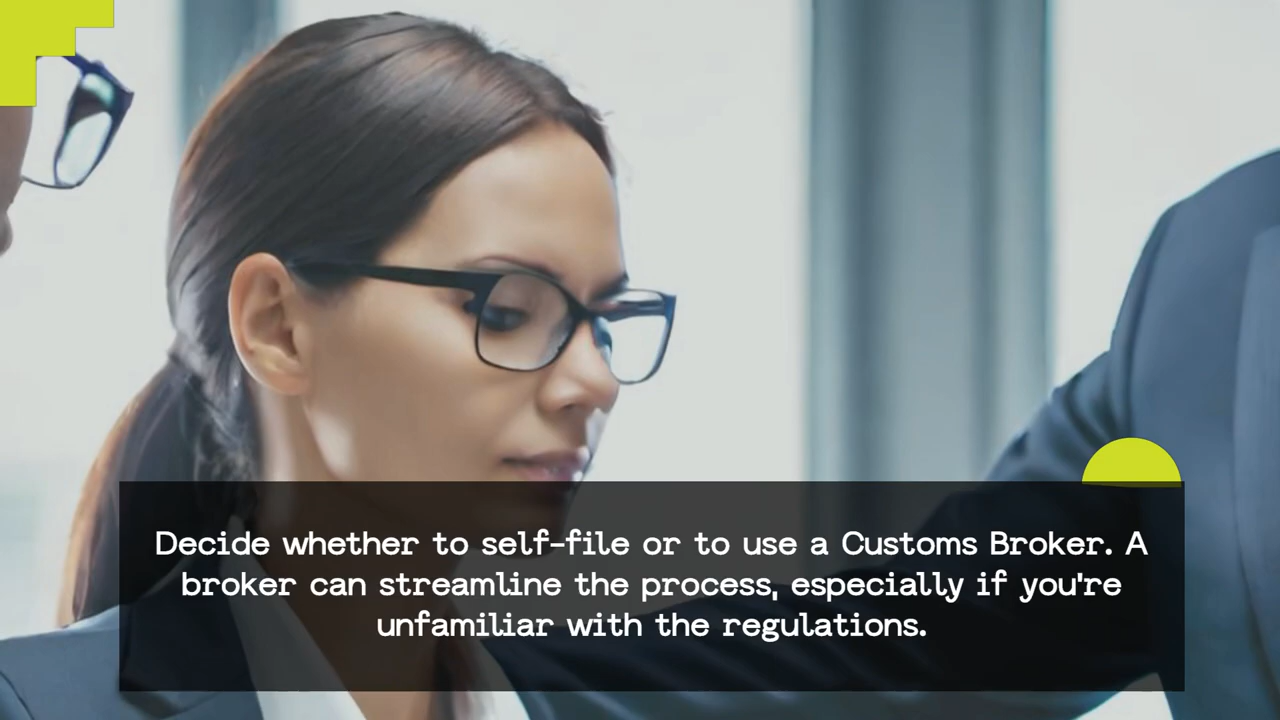 Decide whether to self-file or to use a Customs Broker. A
broker can streamline the process, especially if you're
unfamiliar with the regulations.